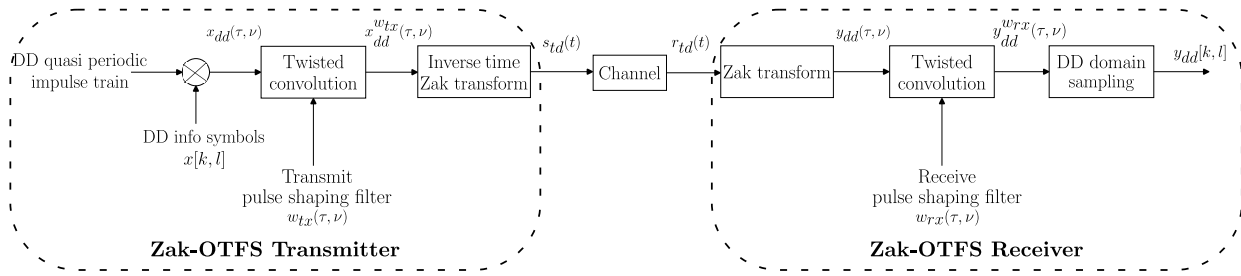 DD quasi periodic
impulse train
x_{dd}(τ, ν)
DD info symbols
x[k, l]
Twisted
convolution
Transmit
pulse shaping filter
w_{tx}(τ, ν)
x_{dd}^{w_{tx}}(τ, ν)
Inverse time
Zak transform
s_{td}(t)
Zak-OTFS Transmitter
Channel
r_{td}(t)
Zak transform
y_{dd}(τ, ν)
Twisted
convolution
Receive
pulse shaping filter
w_{rx}(τ, ν)
y_{dd}^{w_{rx}}(τ, ν)
DD domain
sampling
y_{dd}[k, l]
Zak-OTFS Receiver